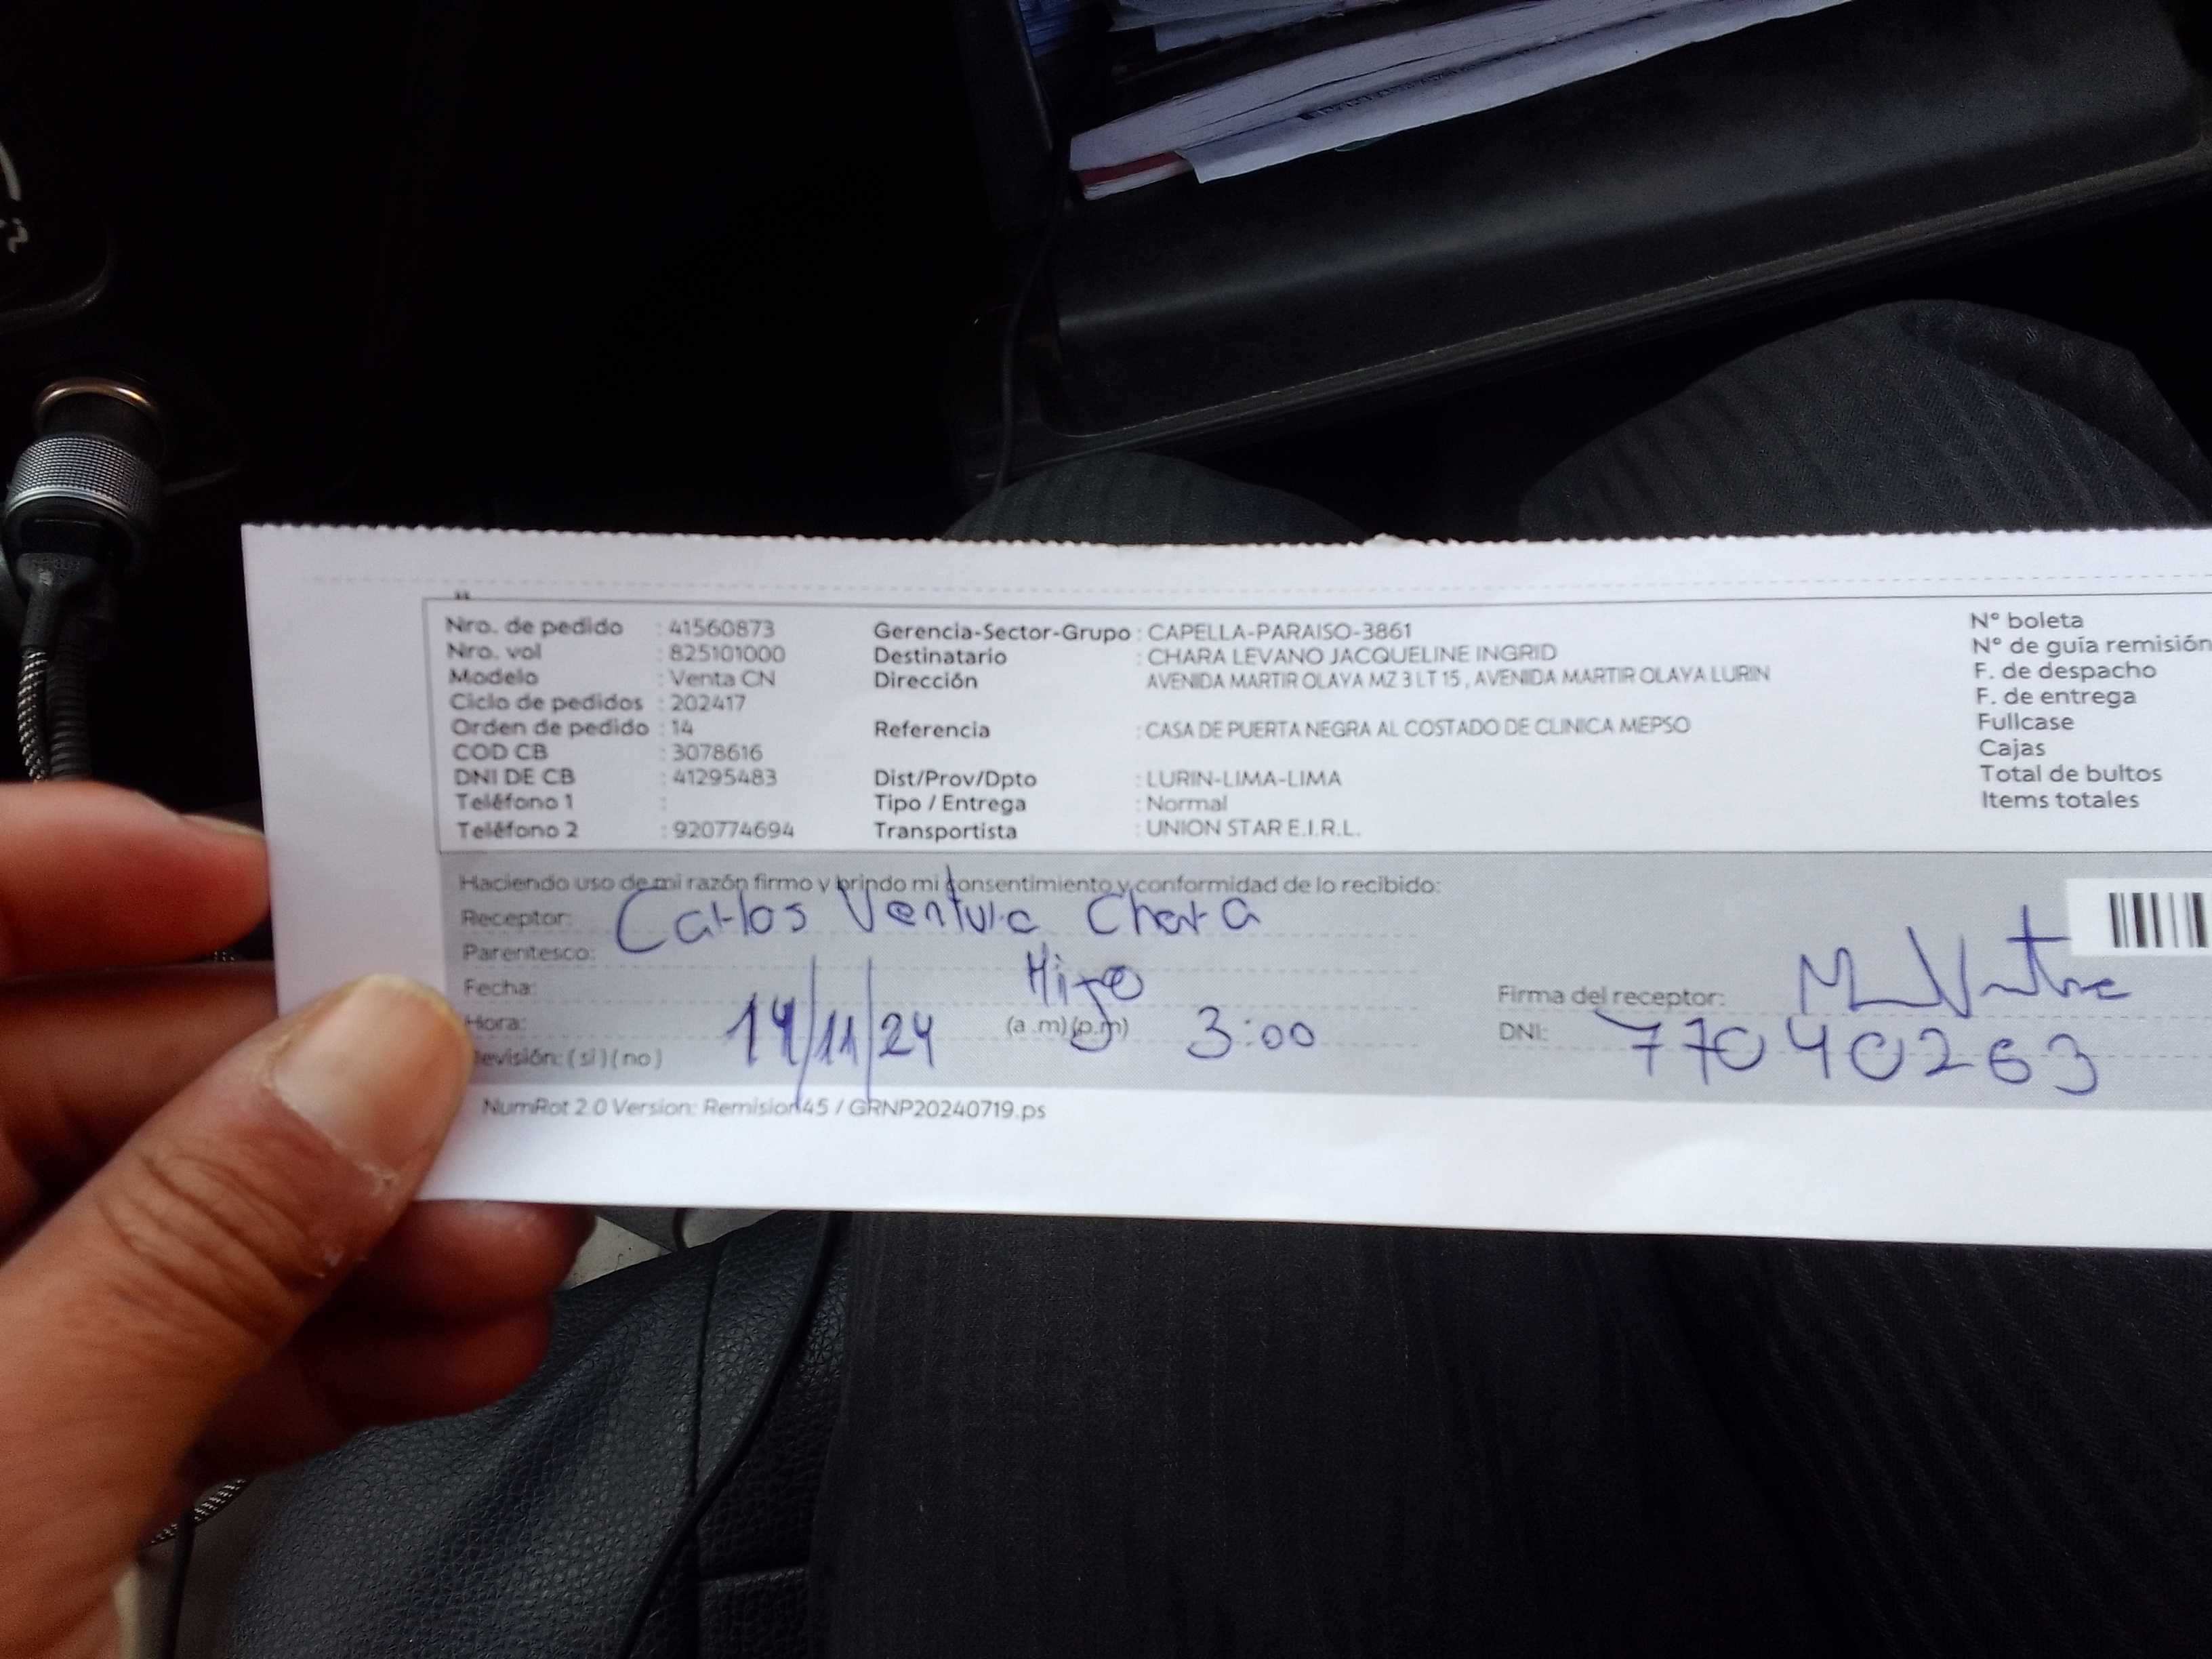 Nro. de pedido : 41560873 Gerencia-Sector-Grupo : CAPELLA-PARAISO-3861 N° boleta
Nro. vol : 825101000 Destinatario : CHARA LEVANO JACQUELINE INGRID N° de guía remisión
Modelo : Venta CN Dirección AVENIDA MARTIR OLAYA MZ 3 LT 15 , AVENIDA MARTIR OLAYA LURIN F. de despacho
Ciclo de pedidos : 202417 F. de entrega
Orden de pedido : 14 Referencia : CASA DE PUERTA NEGRA AL COSTADO DE CLINICA MEPSO Fullcase
COD CB : 3078616 Cajas
DNI DE CB : 41295483 Dist/Prov/Dpto : LURIN-LIMA-LIMA Total de bultos
Teléfono 1 : Tipo / Entrega : Normal Items totales
Teléfono 2 : 920774694 Transportista : UNION STAR E.I.R.L.
Haciendo uso de mi razón firmo y brindo mi consentimiento y conformidad de lo recibido:
Receptor: Carlos Ventura Chara
Parentesco: Hijo
Fecha: 14/11/24 Firma del receptor:
Hora: (a .m) (p.m) 3:00 DNI: 77040263
Revisión: ( si ) ( no )
NumRot 2.0 Version: Remision45 / GRNP20240719.ps